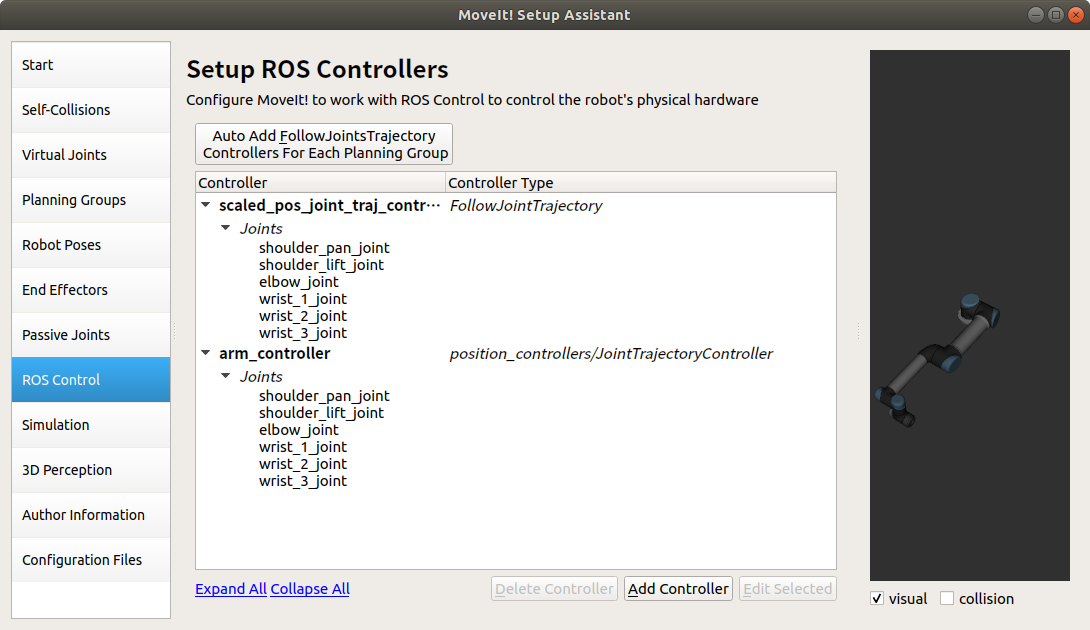 MoveIt! Setup Assistant
Start
Self-Collisions
Virtual Joints
Planning Groups
Robot Poses
End Effectors
Passive Joints
ROS Control
Simulation
3D Perception
Author Information
Configuration Files
Setup ROS Controllers
Configure MoveIt! to work with ROS Control to control the robot's physical hardware
Auto Add FollowJointsTrajectory
Controllers For Each Planning Group
Controller Controller Type
scaled_pos_joint_traj_contr··· FollowJointTrajectory
Joints
shoulder_pan_joint
shoulder_lift_joint
elbow_joint
wrist_1_joint
wrist_2_joint
wrist_3_joint
arm_controller position_controllers/JointTrajectoryController
Joints
shoulder_pan_joint
shoulder_lift_joint
elbow_joint
wrist_1_joint
wrist_2_joint
wrist_3_joint
Expand All Collapse All Delete Controller Add Controller Edit Selected
visual collision